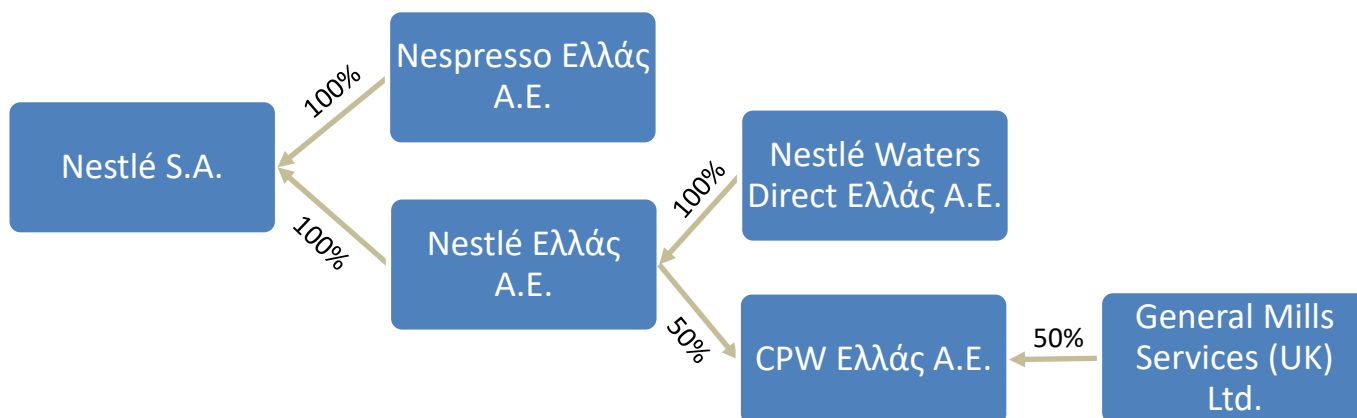 Nespresso Ελλάς
Α.Ε.
100%
Nestlé S.A.
Nestlé Waters
Direct Ελλάς Α.Ε.
100%
100%
Nestlé Ελλάς
Α.Ε.
50%
CPW Ελλάς Α.Ε.
50%
General Mills
Services (UK)
Ltd.